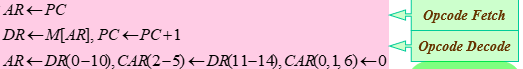 AR←PC
Opcode Fetch
DR←M[AR], PC←PC+1
Opcode Decode
AR←DR(0−10), CAR(2−5)←DR(11−14), CAR(0,1,6)←0